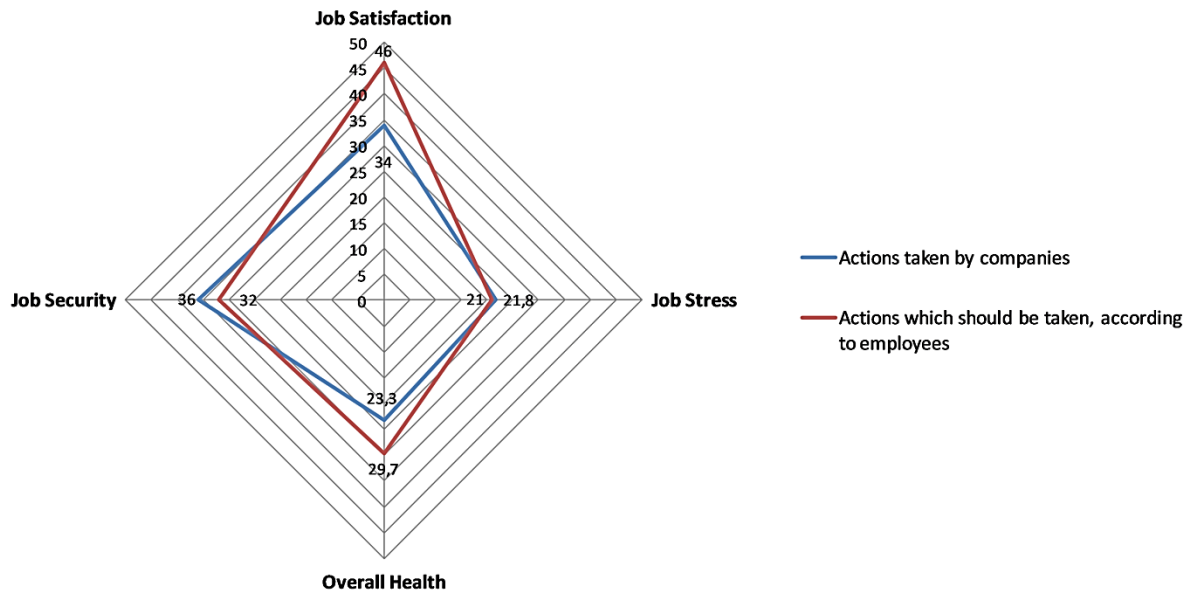 Job Satisfaction
50
46
45
40
35
30
34
25
20
15
10
5
0
Job Security
36
32
21
21,8
Job Stress
23,3
29,7
Overall Health
Actions taken by companies
Actions which should be taken, according
to employees